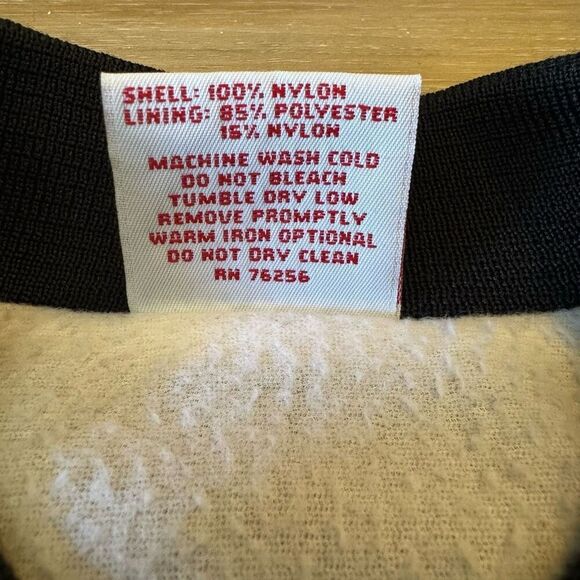 SHELL: 100% NYLON
LINING: 85% POLYESTER
15% NYLON
MACHINE WASH COLD
DO NOT BLEACH
TUMBLE DRY LOW
REMOVE PROMPTLY
WARM IRON OPTIONAL
DO NOT DRY CLEAN
RN 76256